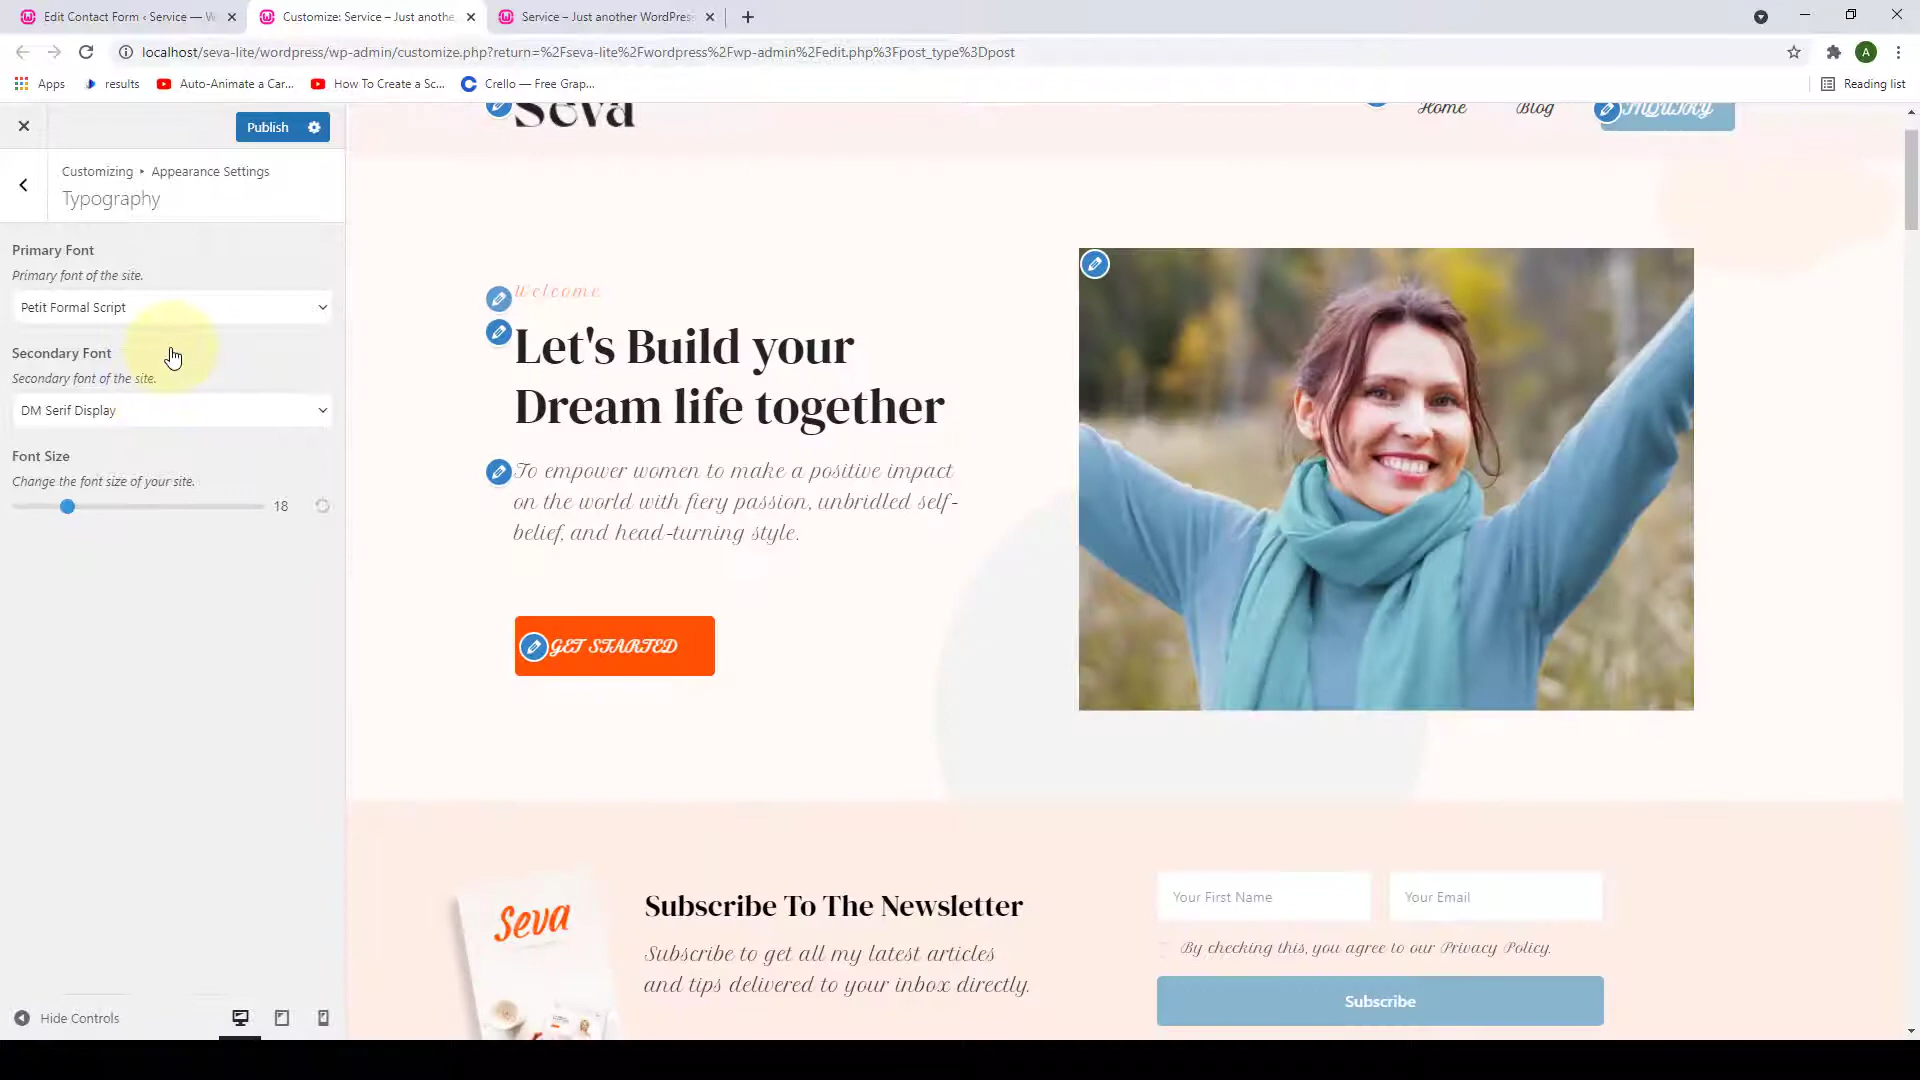 Edit Contact Form ‹ Service — W
Customize: Service – Just anothe
Service – Just another WordPress
localhost/seva-lite/wordpress/wp-admin/customize.php?return=%2Fseva-lite%2Fwordpress%2Fwp-admin%2Fedit.php%3Fpost_type%3Dpost
A
Apps
results
Auto-Animate a Car...
How To Create a Sc...
Crello — Free Grap...
Reading list
Publish
Customizing ▸ Appearance Settings
Typography
Primary Font
Primary font of the site.
Petit Formal Script
Secondary Font
Secondary font of the site.
DM Serif Display
Font Size
Change the font size of your site.
18
Hide Controls
Seva
Home
Blog
INQUIRY
Welcome
Let's Build your
Dream life together
To empower women to make a positive impact
on the world with fiery passion, unbridled self-
belief, and head-turning style.
GET STARTED
Seva
Subscribe To The Newsletter
Subscribe to get all my latest articles
and tips delivered to your inbox directly.
Your First Name
Your Email
By checking this, you agree to our Privacy Policy.
Subscribe